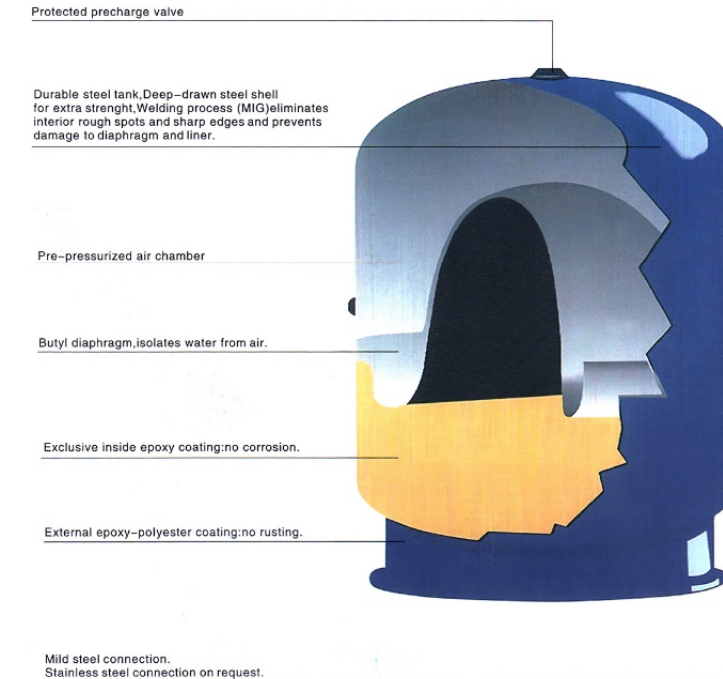 Protected precharge valve
Durable steel tank,Deep-drawn steel shell
for extra strenght,Welding process (MIG)eliminates
interior rough spots and sharp edges and prevents
damage to diaphragm and liner.
Pre-pressurized air chamber
Butyl diaphragm,isolates water from air.
Exclusive inside epoxy coating:no corrosion.
External epoxy-polyester coating:no rusting.
Mild steel connection.
Stainless steel connection on request.